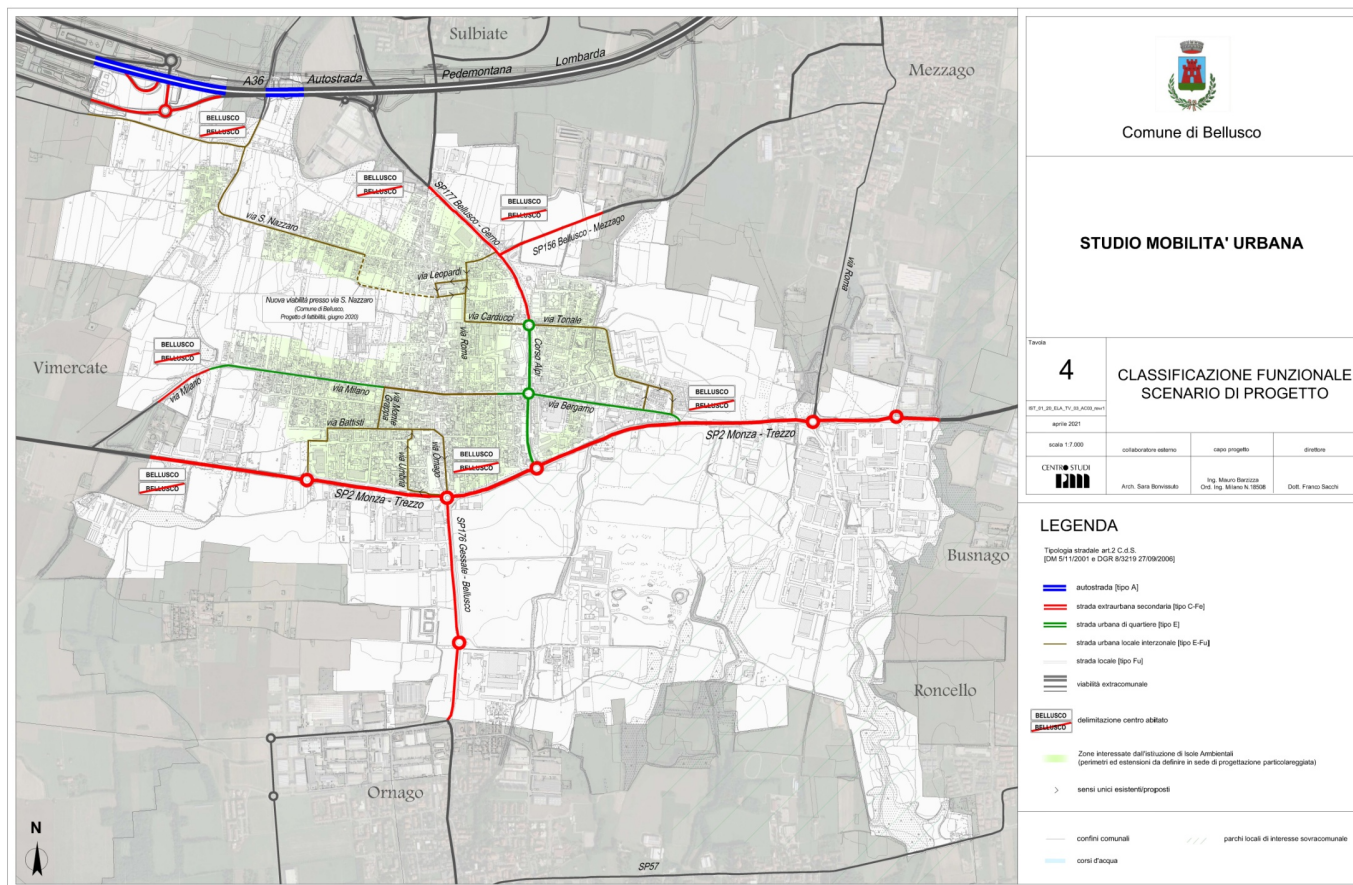 Sulbiate
Mezzago
A36 Autostrada Pedemontana Lombarda
BELLUSCO
BELLUSCO
BELLUSCO
BELLUSCO
BELLUSCO
BELLUSCO
SP177 Bellusco - Gerno
SP156 Bellusco - Mezzago
via S. Nazzaro
via Leopardi
via Roma
Nuova viabilità presso via S. Nazzaro
(Comune di Bellusco,
Progetto di fattibilità, giugno 2020)
via Carducci
via Tonale
via Roma
Corso Alpi
BELLUSCO
BELLUSCO
Vimercate
via Milano
via Milano
via Monte Grappa
via Bergamo
BELLUSCO
BELLUSCO
via Battisti
via Umbria
via Ornago
SP2 Monza - Trezzo
BELLUSCO
BELLUSCO
BELLUSCO
BELLUSCO
SP2 Monza - Trezzo
SP176 Gessate - Bellusco
Busnago
Roncello
Ornago
SP57
N
Comune di Bellusco
STUDIO MOBILITA' URBANA
Tavola
4
CLASSIFICAZIONE FUNZIONALE
SCENARIO DI PROGETTO
aprile 2021
scala 1:7.000
collaboratore esterno
capo progetto
direttore
CENTRO STUDI
PIM
Arch. Sara Bonvissuto
Ing. Mauro Barzizza
Ord. Ing. Milano N.18508
Dott. Franco Sacchi
LEGENDA
Tipologia stradale art.2 C.d.S.
[DM 5/11/2001 e DGR 8/3219 27/09/2006]
autostrada [tipo A]
strada extraurbana secondaria [tipo C-Fe]
strada urbana di quartiere [tipo E]
strada urbana locale interzonale [tipo E-Fu]
strada locale [tipo Fu]
viabilità extracomunale
BELLUSCO
BELLUSCO
delimitazione centro abitato
Zone interessate dall'istiuzione di Isole Ambientali
(perimetri ed estensioni da definire in sede di progettazione particolareggiata)
sensi unici esistenti/proposti
confini comunali
parchi locali di interesse sovracomunale
corsi d'acqua